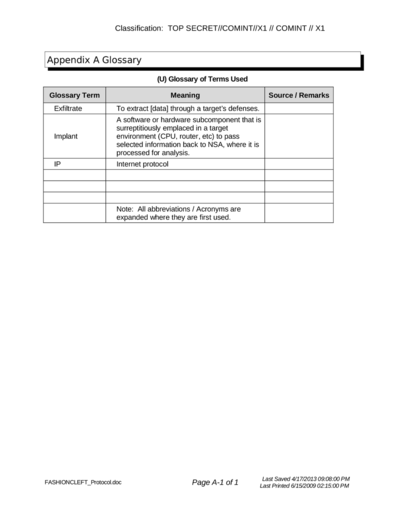 Classification: TOP SECRET//COMINT//X1 // COMINT // X1
Appendix A Glossary
(U) Glossary of Terms Used
Glossary Term Meaning Source / Remarks
Exfiltrate To extract [data] through a target's defenses.
Implant A software or hardware subcomponent that is
surreptitiously emplaced in a target
environment (CPU, router, etc) to pass
selected information back to NSA, where it is
processed for analysis.
IP Internet protocol
Note: All abbreviations / Acronyms are
expanded where they are first used.
FASHIONCLEFT_Protocol.doc Page A-1 of 1 Last Saved 4/17/2013 09:08:00 PM
Last Printed 6/15/2009 02:15:00 PM